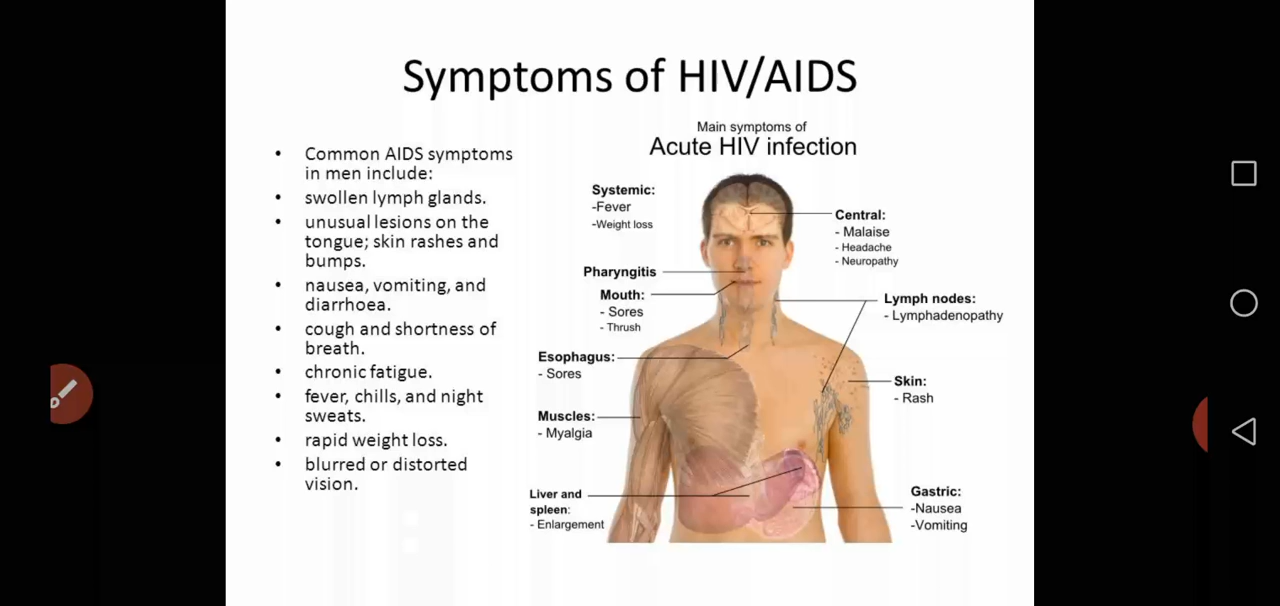 Symptoms of HIV/AIDS
• Common AIDS symptoms
in men include:
• swollen lymph glands.
• unusual lesions on the
tongue; skin rashes and
bumps.
• nausea, vomiting, and
diarrhoea.
• cough and shortness of
breath.
• chronic fatigue.
• fever, chills, and night
sweats.
• rapid weight loss.
• blurred or distorted
vision.
Main symptoms of
Acute HIV infection
Systemic:
-Fever
-Weight loss
Central:
- Malaise
- Headache
- Neuropathy
Pharyngitis
Mouth:
- Sores
- Thrush
Lymph nodes:
- Lymphadenopathy
Esophagus:
- Sores
Skin:
- Rash
Muscles:
- Myalgia
Liver and
spleen:
- Enlargement
Gastric:
-Nausea
-Vomiting